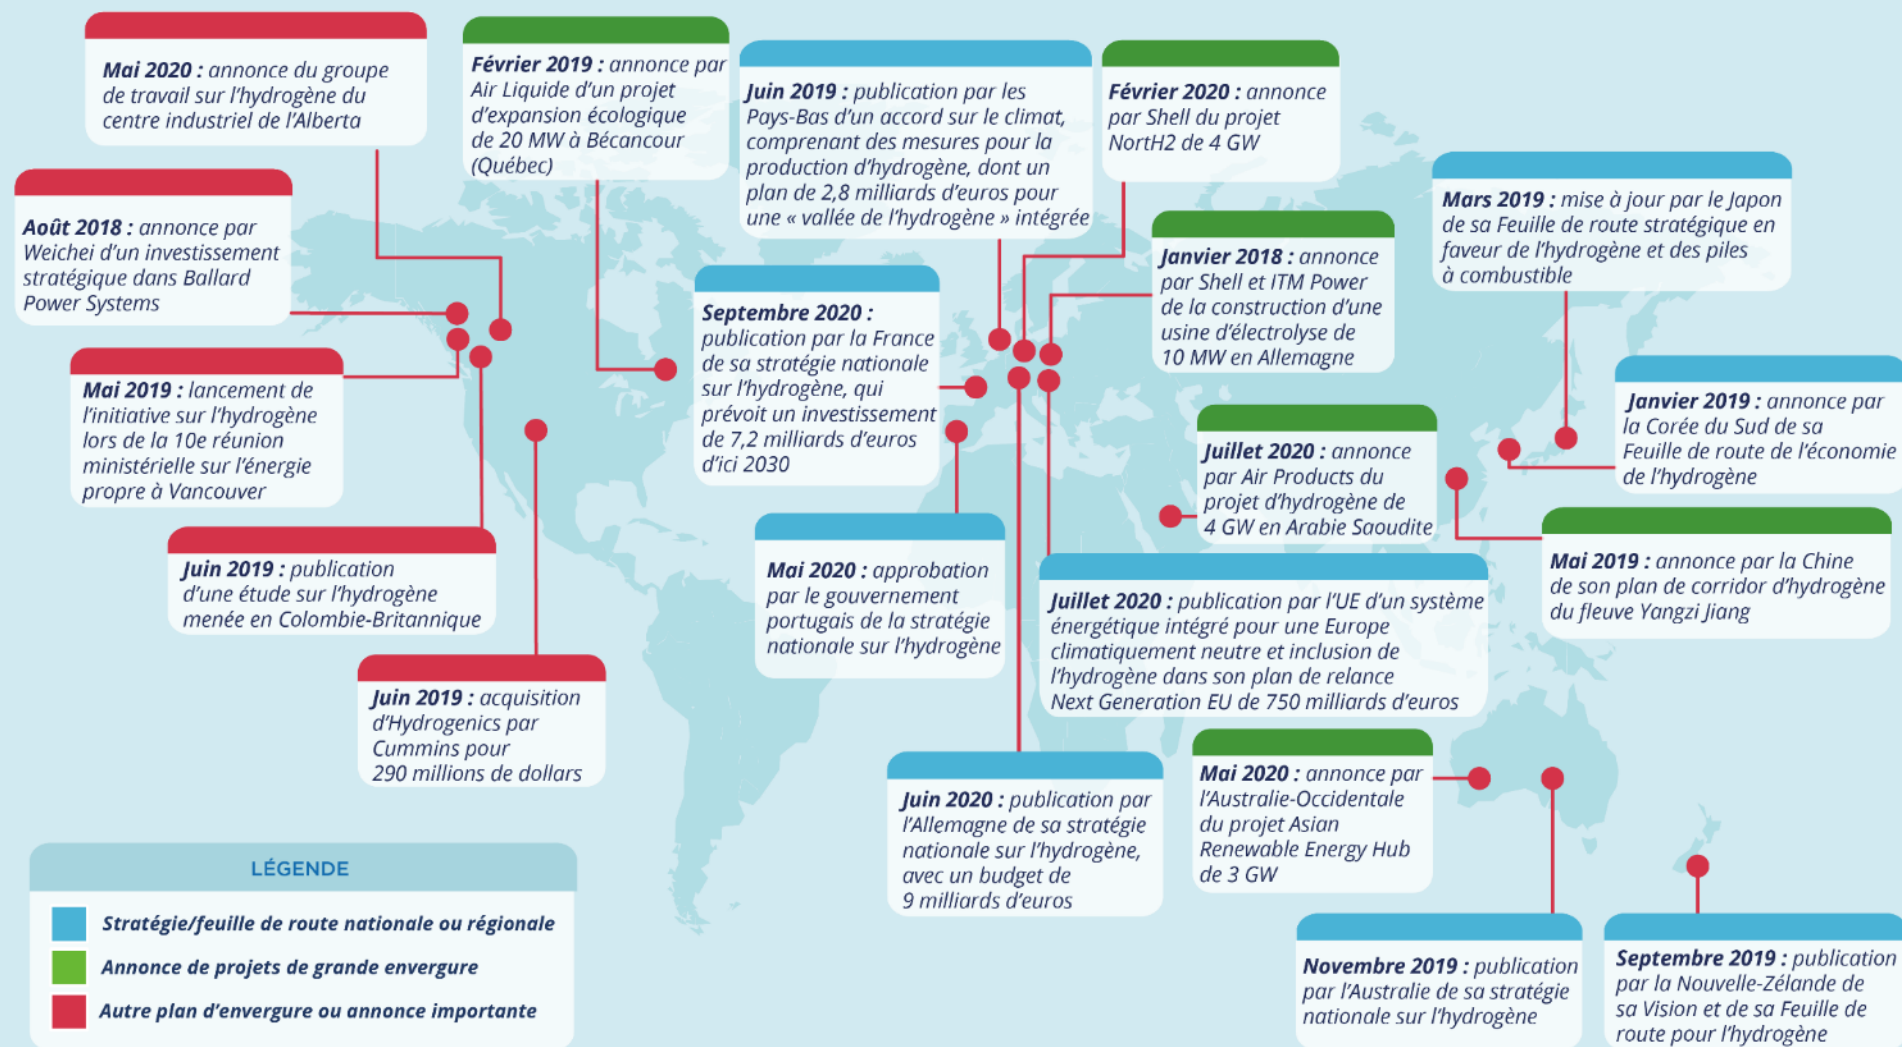 Mai 2020 : annonce du groupe
de travail sur l'hydrogène du
centre industriel de l'Alberta
Février 2019 : annonce par
Air Liquide d'un projet
d'expansion écologique
de 20 MW à Bécancour
(Québec)
Juin 2019 : publication par les
Pays-Bas d'un accord sur le climat,
comprenant des mesures pour la
production d'hydrogène, dont un
plan de 2,8 milliards d'euros pour
une « vallée de l'hydrogène » intégrée
Février 2020 : annonce
par Shell du projet
NortH2 de 4 GW
Mars 2019 : mise à jour par le Japon
de sa Feuille de route stratégique en
faveur de l'hydrogène et des piles
à combustible
Août 2018 : annonce par
Weichei d'un investissement
stratégique dans Ballard
Power Systems
Janvier 2018 : annonce
par Shell et ITM Power
de la construction d'une
usine d'électrolyse de
10 MW en Allemagne
Septembre 2020 :
publication par la France
de sa stratégie nationale
sur l'hydrogène, qui
prévoit un investissement
de 7,2 milliards d'euros
d'ici 2030
Mai 2019 : lancement de
l'initiative sur l'hydrogène
lors de la 10e réunion
ministérielle sur l'énergie
propre à Vancouver
Janvier 2019 : annonce par
la Corée du Sud de sa
Feuille de route de l'économie
de l'hydrogène
Juillet 2020 : annonce
par Air Products du
projet d'hydrogène de
4 GW en Arabie Saoudite
Mai 2019 : annonce par la Chine
de son plan de corridor d'hydrogène
du fleuve Yangzi Jiang
Juin 2019 : publication
d'une étude sur l'hydrogène
menée en Colombie-Britannique
Mai 2020 : approbation
par le gouvernement
portugais de la stratégie
nationale sur l'hydrogène
Juillet 2020 : publication par l'UE d'un système
énergétique intégré pour une Europe
climatiquement neutre et inclusion de
l'hydrogène dans son plan de relance
Next Generation EU de 750 milliards d'euros
Juin 2019 : acquisition
d'Hydrogenics par
Cummins pour
290 millions de dollars
Juin 2020 : publication par
l'Allemagne de sa stratégie
nationale sur l'hydrogène,
avec un budget de
9 milliards d'euros
Mai 2020 : annonce par
l'Australie-Occidentale
du projet Asian
Renewable Energy Hub
de 3 GW
Novembre 2019 : publication
par l'Australie de sa stratégie
nationale sur l'hydrogène
Septembre 2019 : publication
par la Nouvelle-Zélande de
sa Vision et de sa Feuille de
route pour l'hydrogène
LÉGENDE
Stratégie/feuille de route nationale ou régionale
Annonce de projets de grande envergure
Autre plan d'envergure ou annonce importante